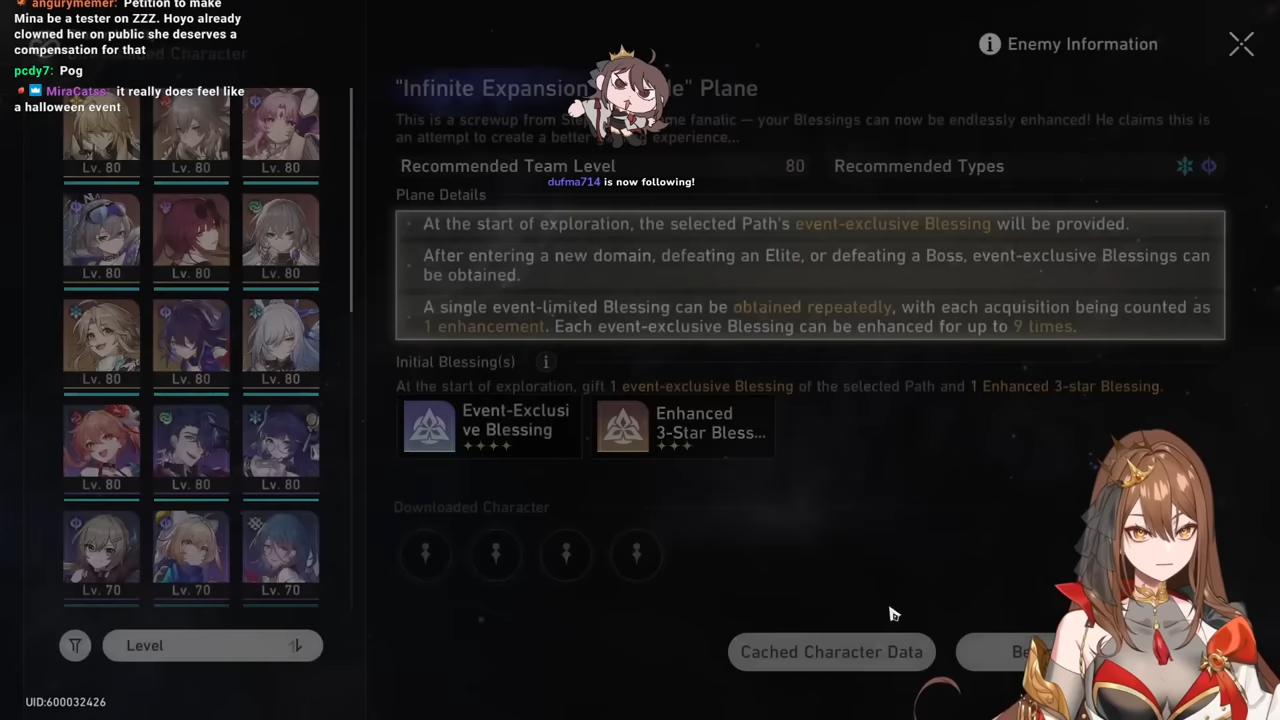 angurymemer: Petition to make
Mina be a tester on ZZZ. Hoyo already
clowned her on public she deserves a
compensation for that
pcdy7: Pog
MiraCatss: it really does feel like
a halloween event
Character
Enemy Information
"Infinite Expansion Plane
This is a screwup from fanatic — your Blessings can now be endlessly enhanced! He claims this is
an attempt to create a better experience...
Recommended Team Level 80 Recommended Types
dufma714 is now following!
Plane Details
At the start of exploration, the selected Path's event-exclusive Blessing will be provided.
After entering a new domain, defeating an Elite, or defeating a Boss, event-exclusive Blessings can
be obtained.
A single event-limited Blessing can be obtained repeatedly, with each acquisition being counted as
1 enhancement. Each event-exclusive Blessing can be enhanced for up to 9 times.
Initial Blessing(s)
At the start of exploration, gift 1 event-exclusive Blessing of the selected Path and 1 Enhanced 3-star Blessing.
Event-Exclusi
ve Blessing
Enhanced
3-Star Bless...
Downloaded Character
Lv. 80 Lv. 80 Lv. 80
Lv. 80 Lv. 80 Lv. 80
Lv. 80 Lv. 80 Lv. 80
Lv. 80 Lv. 80 Lv. 80
Lv. 70 Lv. 70 Lv. 70
Level
Cached Character Data
UID:600032426